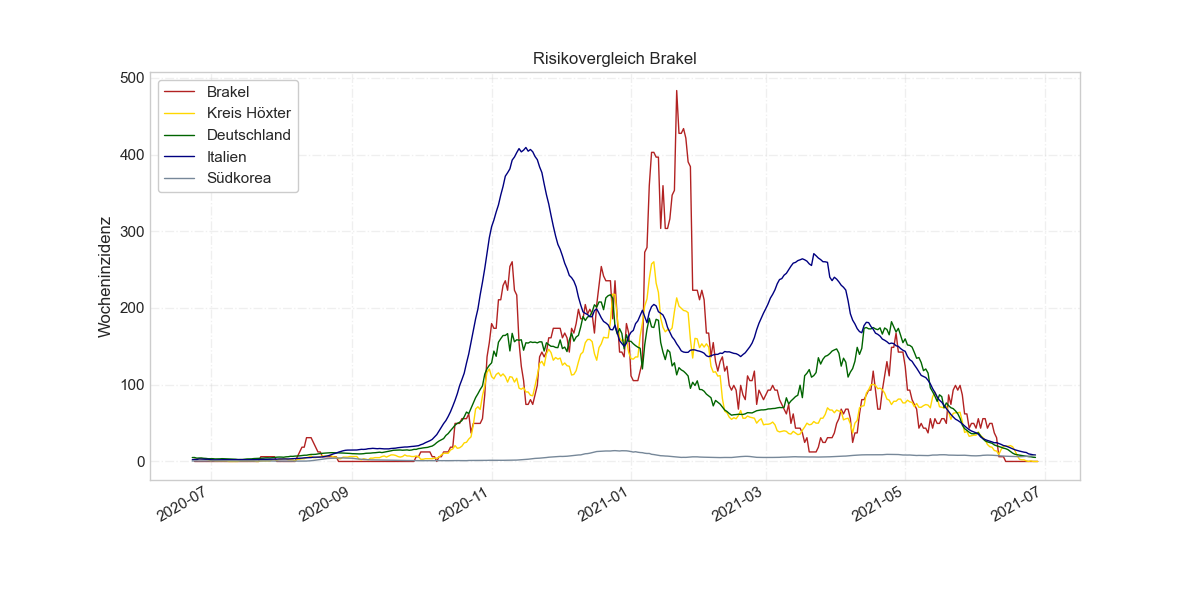 Risikovergleich Brakel
Wocheninzidenz
500
400
300
200
100
0
Brakel
Kreis Höxter
Deutschland
Italien
Südkorea
2020-07
2020-09
2020-11
2021-01
2021-03
2021-05
2021-07